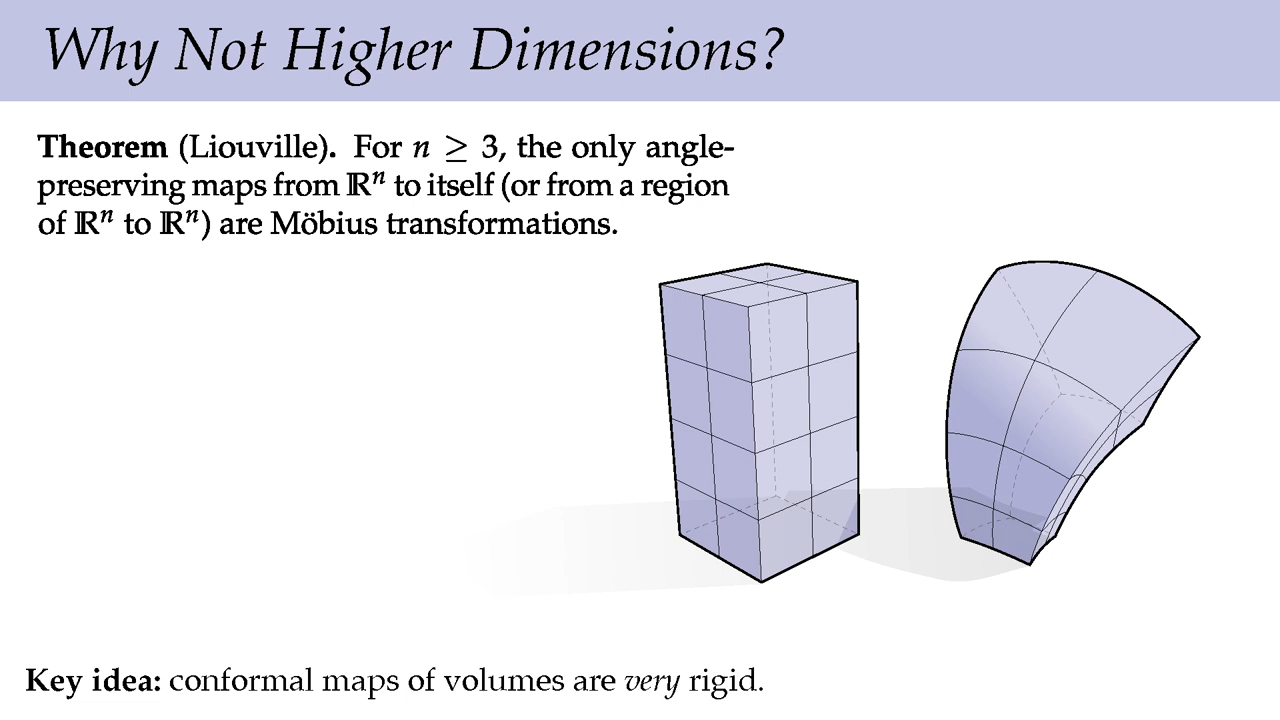 Why Not Higher Dimensions?
Theorem (Liouville). For n ≥ 3, the only angle-
preserving maps from ℝⁿ to itself (or from a region
of ℝⁿ to ℝⁿ) are Möbius transformations.
Key idea: conformal maps of volumes are very rigid.